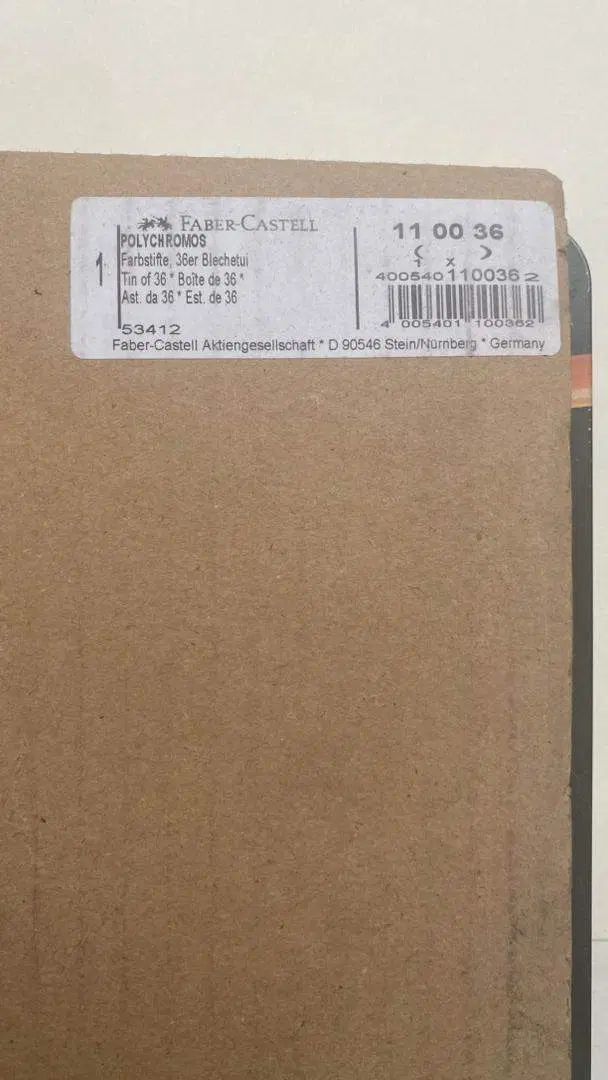 FABER-CASTELL
POLYCHROMOS
1 Farbstifte, 36er Blechetui
Tin of 36 * Boîte de 36 *
Ast. da 36 * Est. de 36
53412
11 00 36
1 x
400540 110036 2
4 005401 100362
Faber-Castell Aktiengesellschaft * D 90546 Stein/Nürnberg * Germany